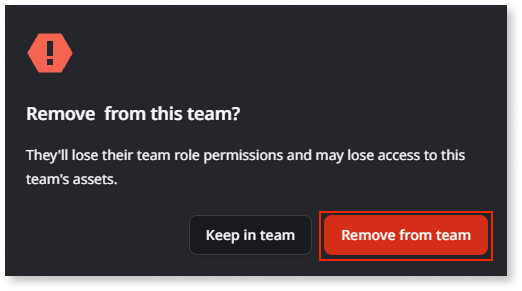 Remove  from this team?
They'll lose their team role permissions and may lose access to this
team's assets.
Keep in team
Remove from team